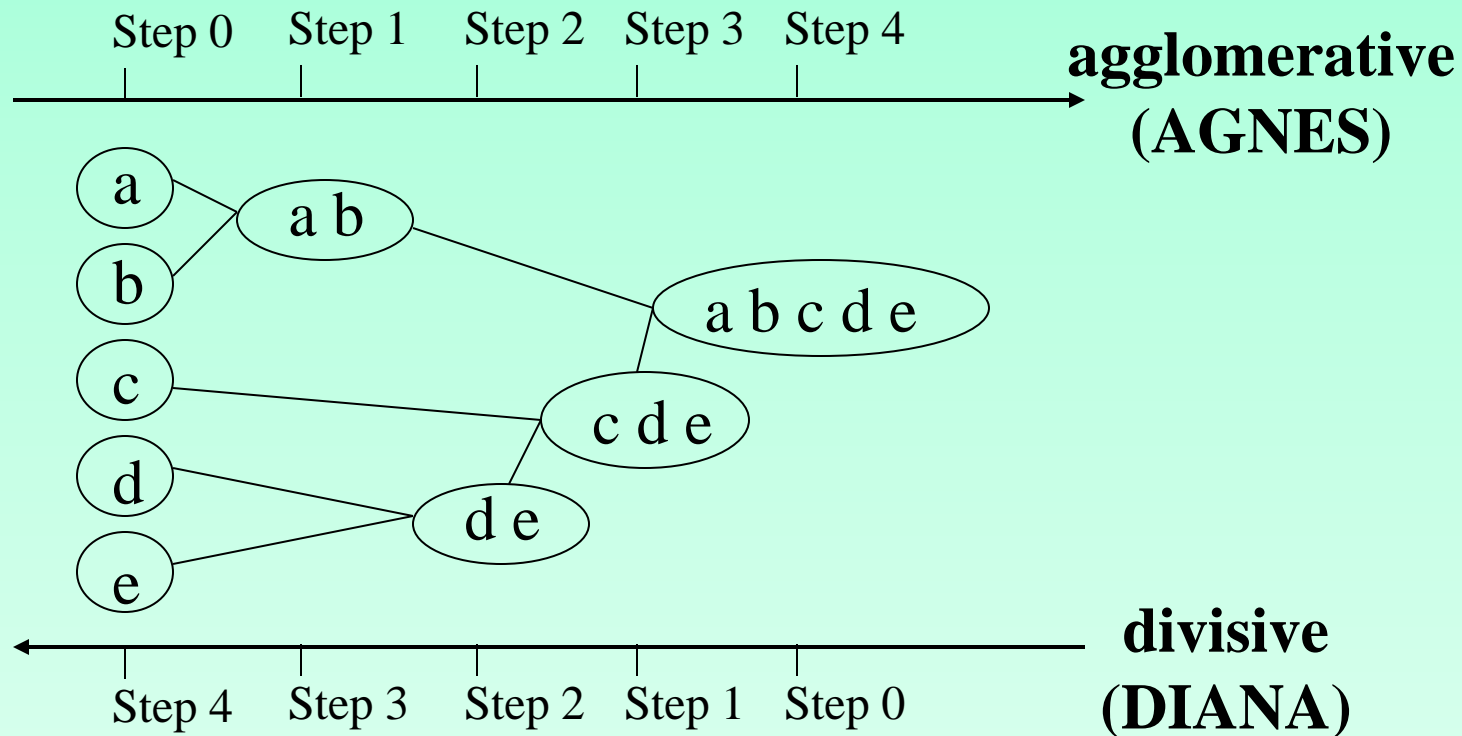 Step 0 Step 1 Step 2 Step 3 Step 4
agglomerative
(AGNES)
a
a b
b
a b c d e
c
c d e
d
d e
e
divisive
(DIANA)
Step 4 Step 3 Step 2 Step 1 Step 0